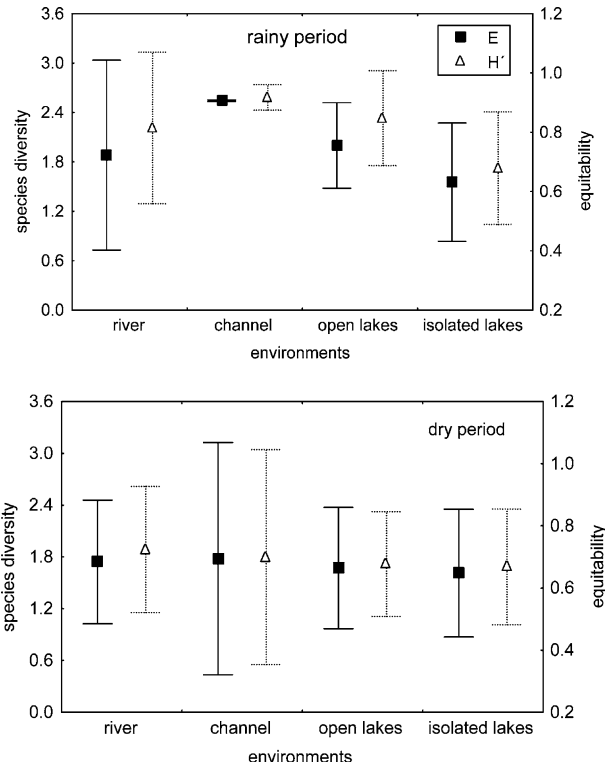 rainy period
E
H´
3.6
3.0
2.4
1.8
1.2
0.6
0.0
species diversity
1.2
1.0
0.8
0.6
0.4
0.2
equitability
river channel open lakes isolated lakes
environments
dry period
3.6
3.0
2.4
1.8
1.2
0.6
0.0
species diversity
1.2
1.0
0.8
0.6
0.4
0.2
equitability
river channel open lakes isolated lakes
environments